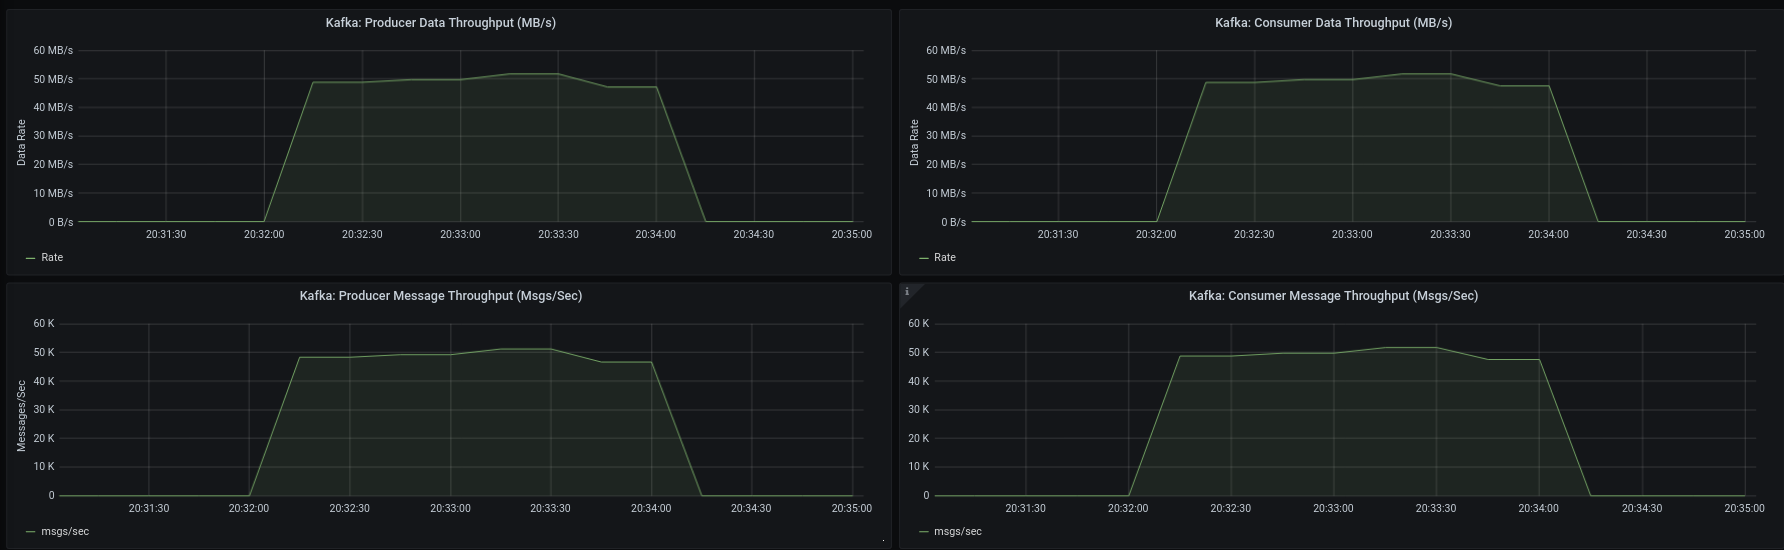 Kafka: Producer Data Throughput (MB/s)
60 MB/s
50 MB/s
40 MB/s
30 MB/s
20 MB/s
10 MB/s
0 B/s
Data Rate
20:31:30 20:32:00 20:32:30 20:33:00 20:33:30 20:34:00 20:34:30 20:35:00
Rate
Kafka: Consumer Data Throughput (MB/s)
60 MB/s
50 MB/s
40 MB/s
30 MB/s
20 MB/s
10 MB/s
0 B/s
Data Rate
20:31:30 20:32:00 20:32:30 20:33:00 20:33:30 20:34:00 20:34:30 20:35:00
Rate
Kafka: Producer Message Throughput (Msgs/Sec)
60 K
50 K
40 K
30 K
20 K
10 K
0
Messages/Sec
20:31:30 20:32:00 20:32:30 20:33:00 20:33:30 20:34:00 20:34:30 20:35:00
msgs/sec
i
Kafka: Consumer Message Throughput (Msgs/Sec)
60 K
50 K
40 K
30 K
20 K
10 K
0
20:31:30 20:32:00 20:32:30 20:33:00 20:33:30 20:34:00 20:34:30 20:35:00
msgs/sec